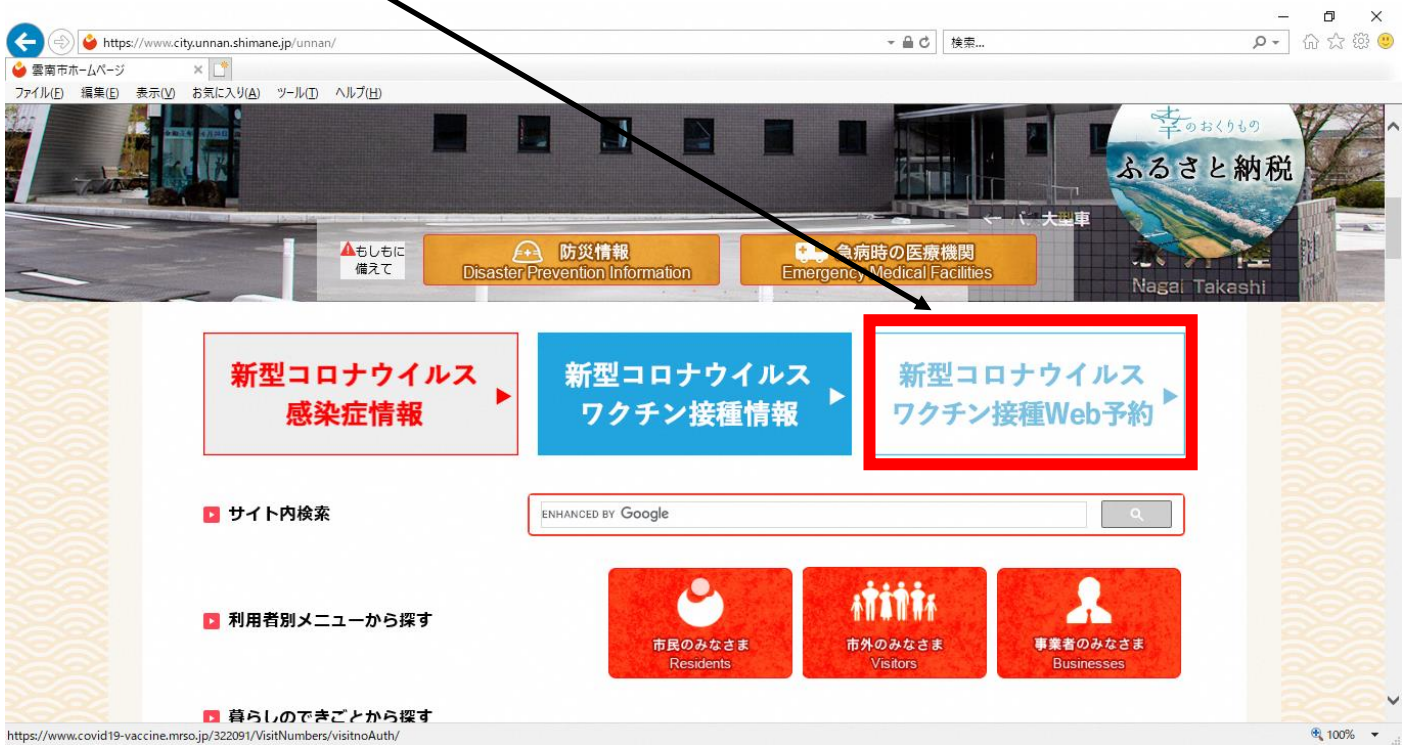 https://www.city.unnan.shimane.jp/unnan/
検索...
雲南市ホームページ
ファイル(F) 編集(E) 表示(V) お気に入り(A) ツール(T) ヘルプ(H)
幸のおくりもの
ふるさと納税
大型車
もしもに
備えて
防災情報
Disaster Prevention Information
急病時の医療機関
Emergency Medical Facilities
Nagai Takashi
新型コロナウイルス
感染症情報
新型コロナウイルス
ワクチン接種情報
新型コロナウイルス
ワクチン接種Web予約
サイト内検索
ENHANCED BY Google
利用者別メニューから探す
市民のみなさま
Residents
市外のみなさま
Visitors
事業者のみなさま
Businesses
暮らしのできごとから探す
https://www.covid19-vaccine.mrso.jp/322091/VisitNumbers/visitnoAuth/
100%